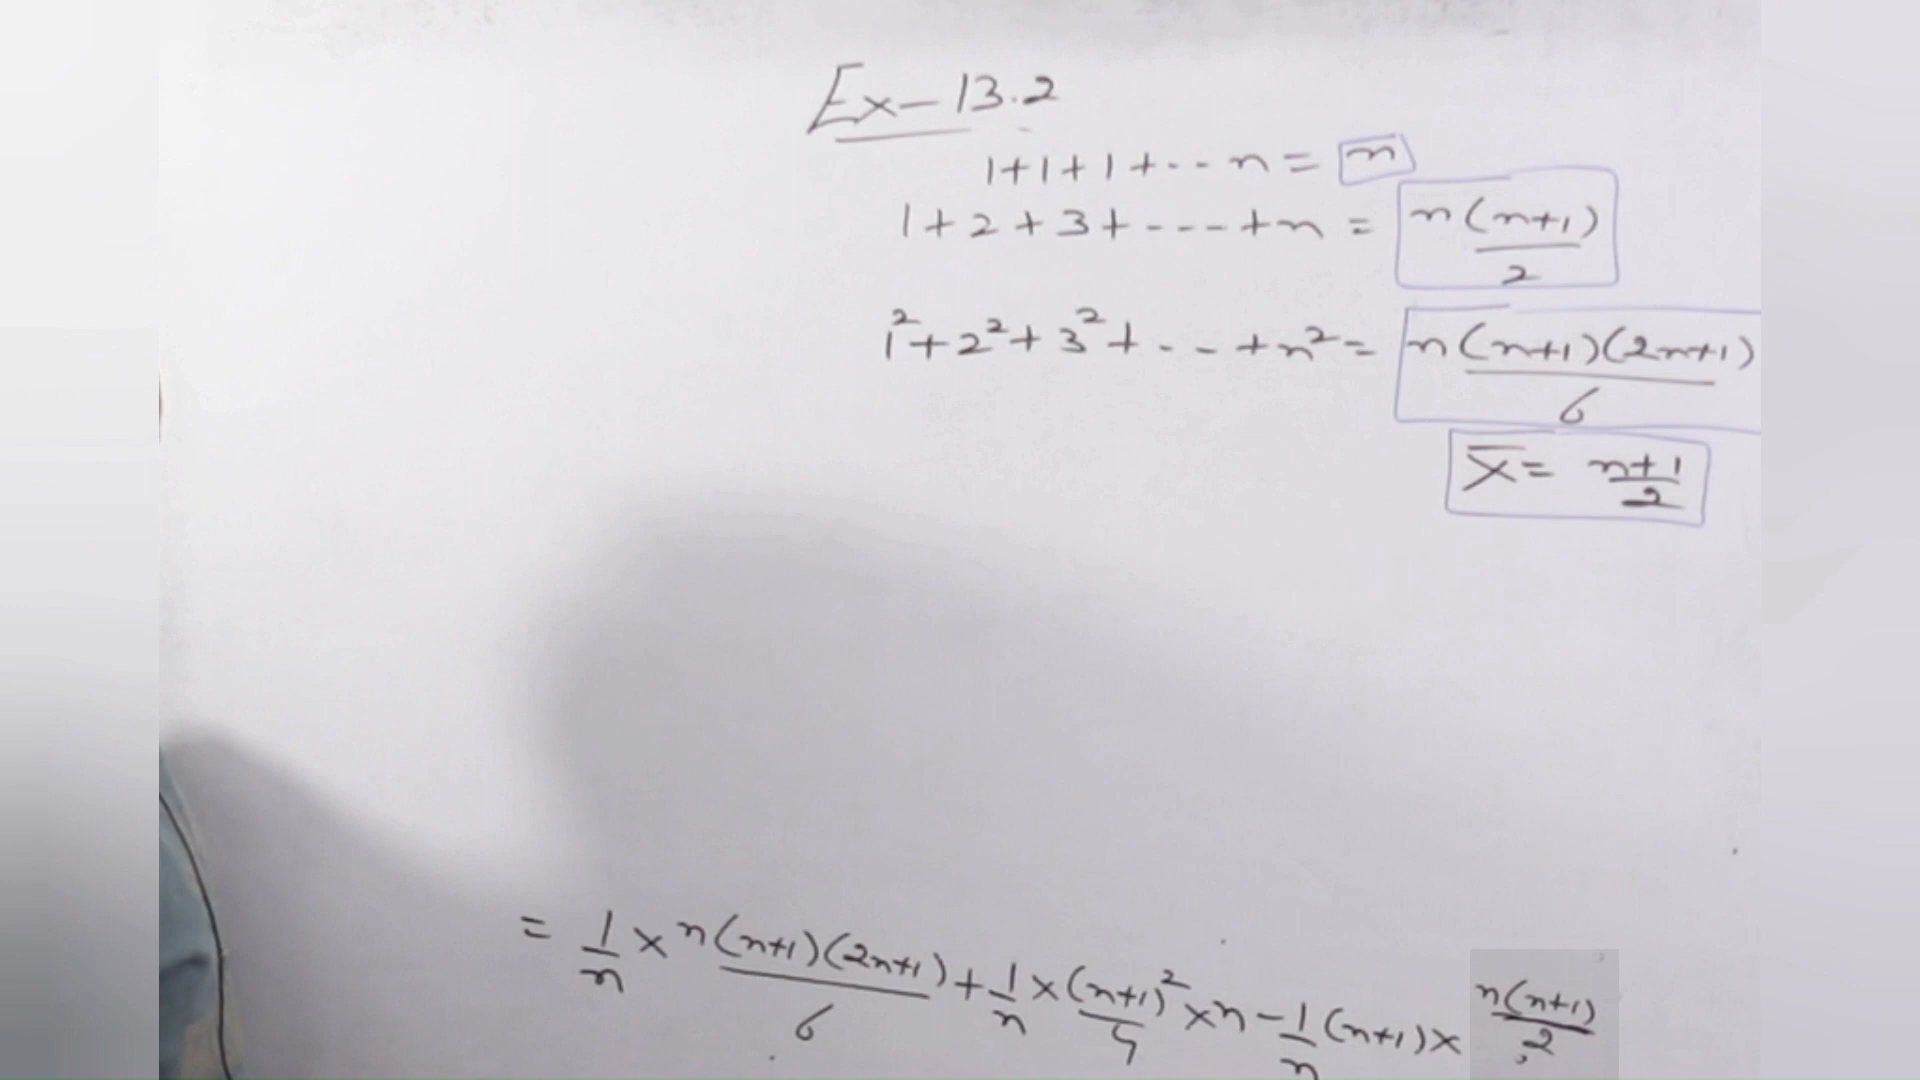 Ex-13.2
1+1+1+--n = n
1+2+3+----+n = n(n+1)/2
1²+2²+3²+--+n² = n(n+1)(2n+1)/6
X̄ = n+1/2
= 1/n × n(n+1)(2n+1)/6 + 1/n × (n+1)²/4 × n - 1/n (n+1) × n(n+1)/2